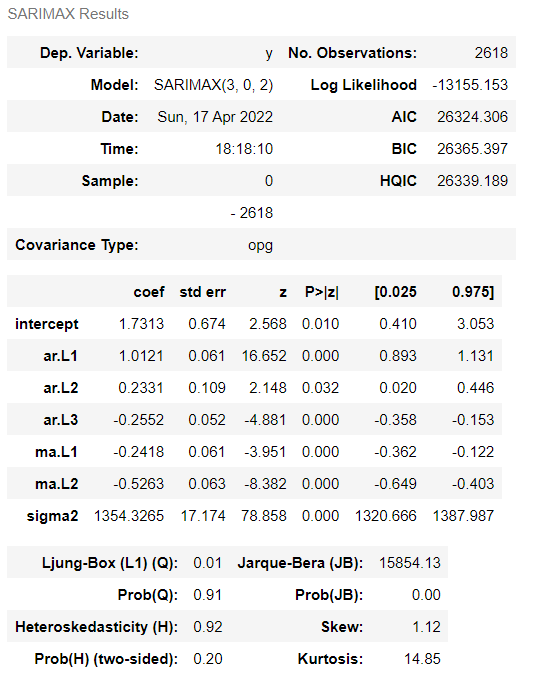 SARIMAX Results
Dep. Variable: y No. Observations: 2618
Model: SARIMAX(3, 0, 2) Log Likelihood -13155.153
Date: Sun, 17 Apr 2022 AIC 26324.306
Time: 18:18:10 BIC 26365.397
Sample: 0 HQIC 26339.189
- 2618
Covariance Type: opg
coef std err z P>|z| [0.025 0.975]
intercept 1.7313 0.674 2.568 0.010 0.410 3.053
ar.L1 1.0121 0.061 16.652 0.000 0.893 1.131
ar.L2 0.2331 0.109 2.148 0.032 0.020 0.446
ar.L3 -0.2552 0.052 -4.881 0.000 -0.358 -0.153
ma.L1 -0.2418 0.061 -3.951 0.000 -0.362 -0.122
ma.L2 -0.5263 0.063 -8.382 0.000 -0.649 -0.403
sigma2 1354.3265 17.174 78.858 0.000 1320.666 1387.987
Ljung-Box (L1) (Q): 0.01 Jarque-Bera (JB): 15854.13
Prob(Q): 0.91 Prob(JB): 0.00
Heteroskedasticity (H): 0.92 Skew: 1.12
Prob(H) (two-sided): 0.20 Kurtosis: 14.85